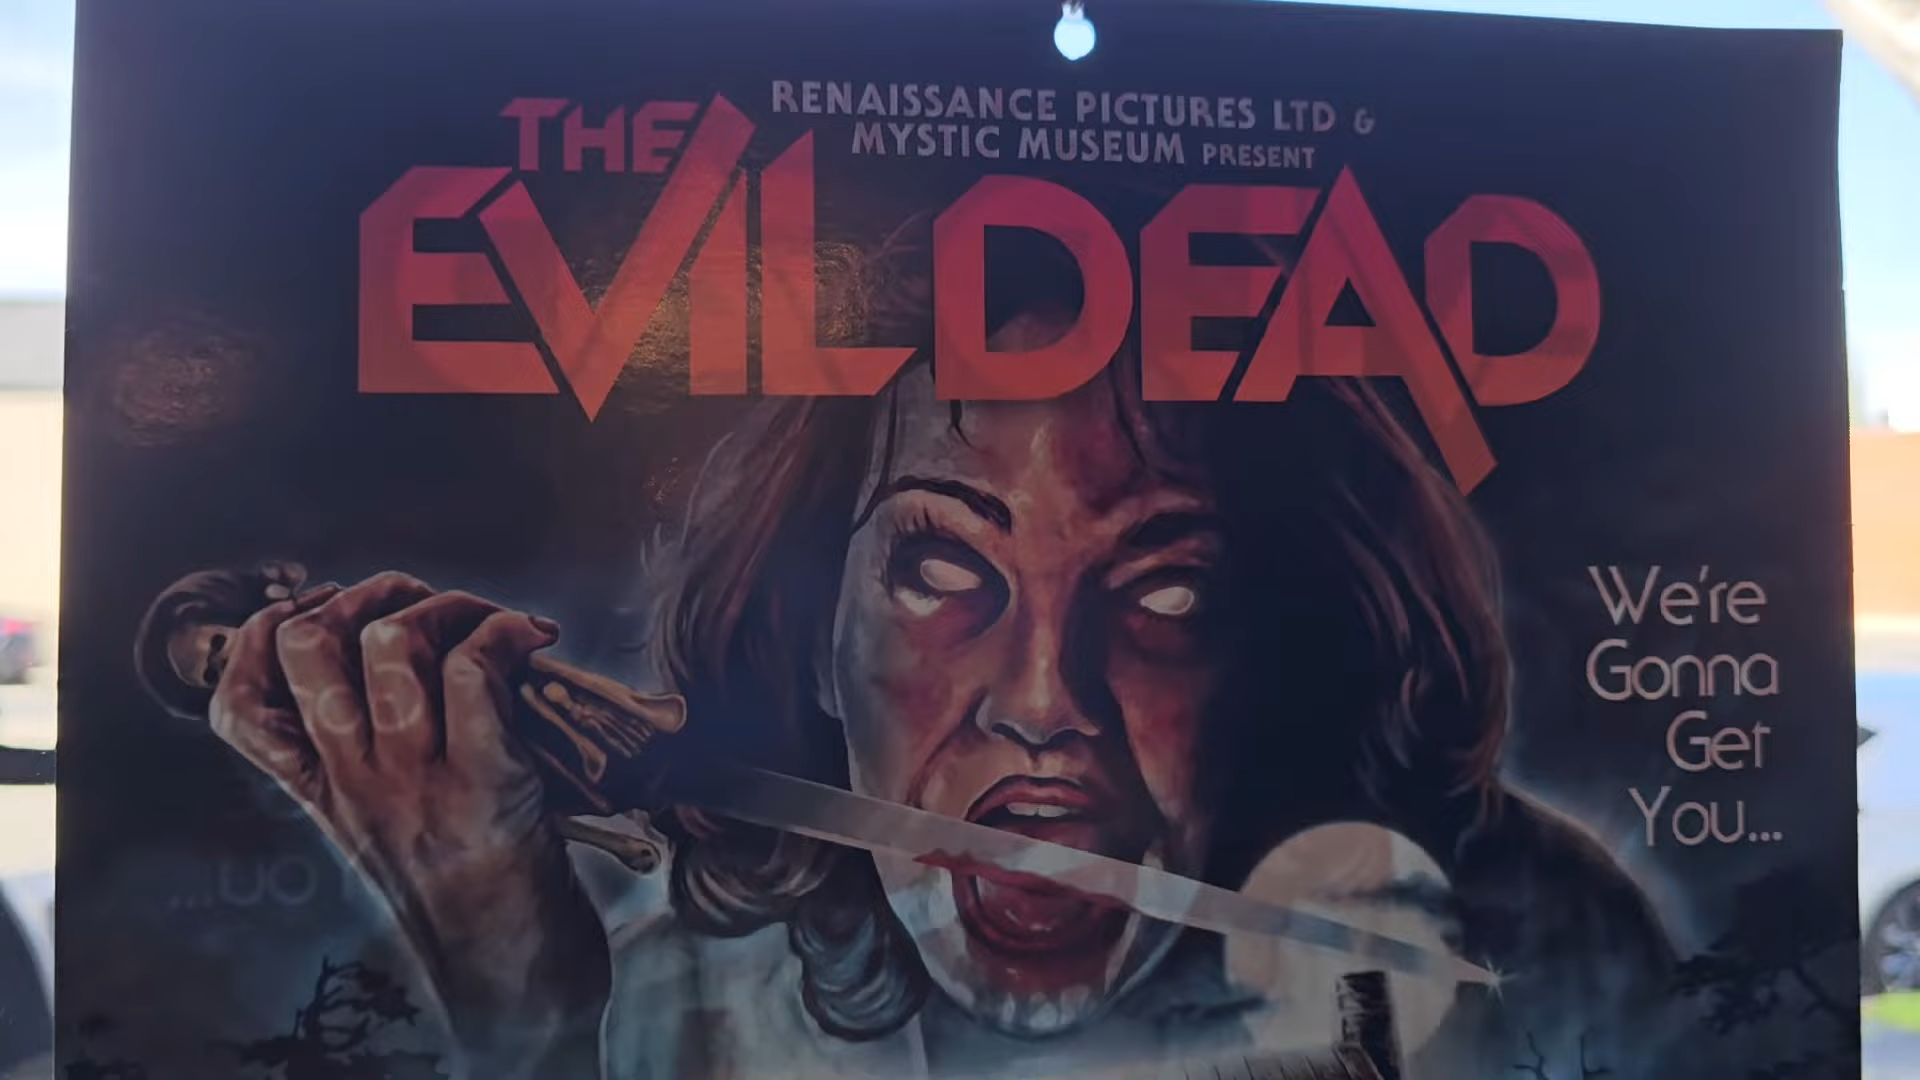 RENAISSANCE PICTURES LTD &
MYSTIC MUSEUM PRESENT
THE
EVIL DEAD
We're
Gonna
Get
You...